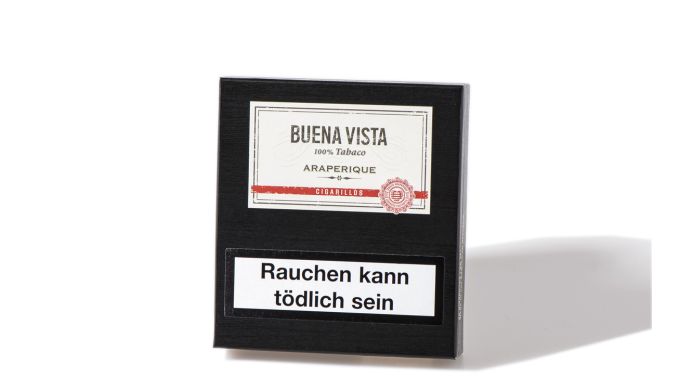 BUENA VISTA
100% Tabaco
ARAPERIQUE
CIGARILLOS
Rauchen kann
tödlich sein